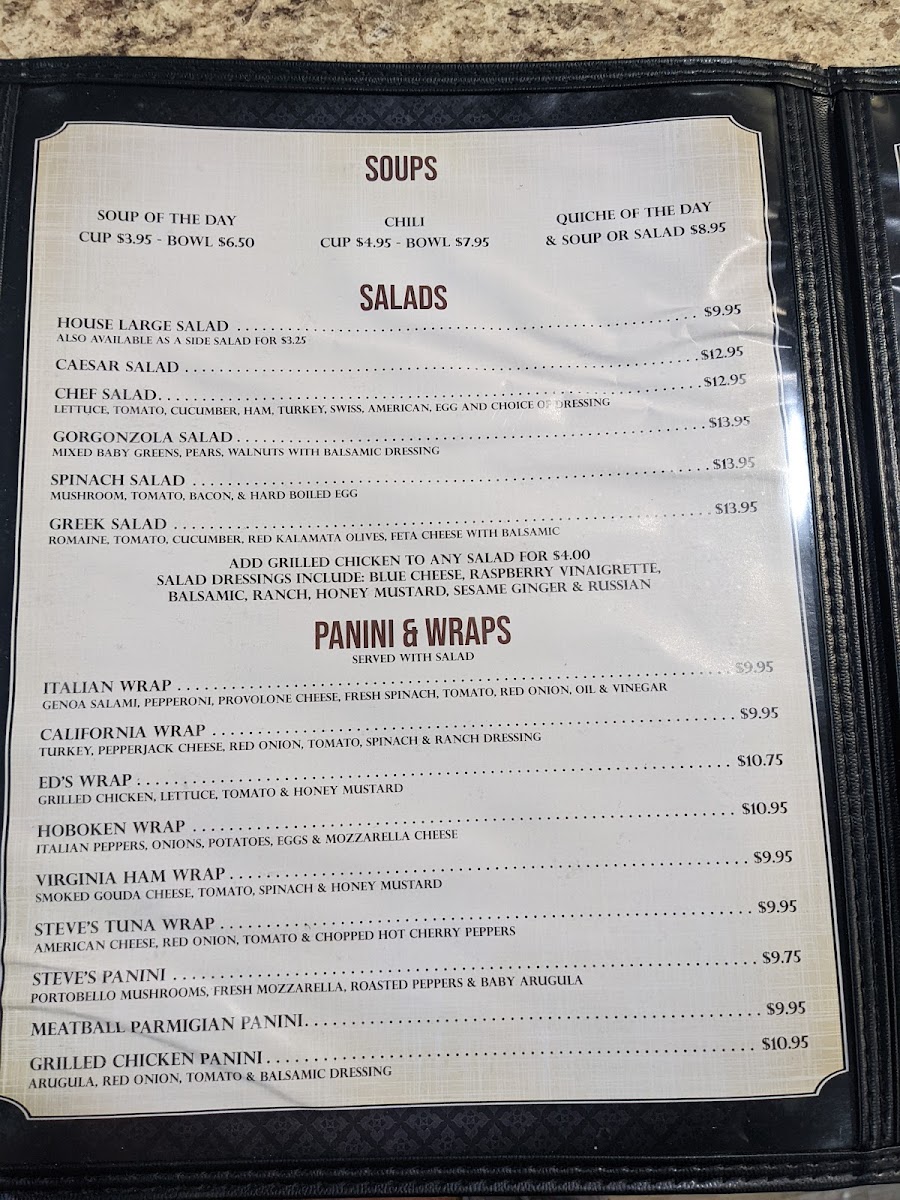 SOUPS
SOUP OF THE DAY
CUP $3.95 - BOWL $6.50
CHILI
CUP $4.95 - BOWL $7.95
QUICHE OF THE DAY
& SOUP OR SALAD $8.95
SALADS
HOUSE LARGE SALAD $9.95
ALSO AVAILABLE AS A SIDE SALAD FOR $3.25
CAESAR SALAD $12.95
CHEF SALAD $12.95
LETTUCE, TOMATO, CUCUMBER, HAM, TURKEY, SWISS, AMERICAN, EGG AND CHOICE OF DRESSING
GORGONZOLA SALAD $13.95
MIXED BABY GREENS, PEARS, WALNUTS WITH BALSAMIC DRESSING
SPINACH SALAD $13.95
MUSHROOM, TOMATO, BACON, & HARD BOILED EGG
GREEK SALAD $13.95
ROMAINE, TOMATO, CUCUMBER, RED KALAMATA OLIVES, FETA CHEESE WITH BALSAMIC
ADD GRILLED CHICKEN TO ANY SALAD FOR $4.00
SALAD DRESSINGS INCLUDE: BLUE CHEESE, RASPBERRY VINAIGRETTE,
BALSAMIC, RANCH, HONEY MUSTARD, SESAME GINGER & RUSSIAN
PANINI & WRAPS
SERVED WITH SALAD
ITALIAN WRAP $9.95
GENOA SALAMI, PEPPERONI, PROVOLONE CHEESE, FRESH SPINACH, TOMATO, RED ONION, OIL & VINEGAR
CALIFORNIA WRAP $9.95
TURKEY, PEPPERJACK CHEESE, RED ONION, TOMATO, SPINACH & RANCH DRESSING
ED'S WRAP $10.75
GRILLED CHICKEN, LETTUCE, TOMATO & HONEY MUSTARD
HOBOKEN WRAP $10.95
ITALIAN PEPPERS, ONIONS, POTATOES, EGGS & MOZZARELLA CHEESE
VIRGINIA HAM WRAP $9.95
SMOKED GOUDA CHEESE, TOMATO, SPINACH & HONEY MUSTARD
STEVE'S TUNA WRAP $9.95
AMERICAN CHEESE, RED ONION, TOMATO & CHOPPED HOT CHERRY PEPPERS
STEVE'S PANINI $9.75
PORTOBELLO MUSHROOMS, FRESH MOZZARELLA, ROASTED PEPPERS & BABY ARUGULA
MEATBALL PARMIGIAN PANINI $9.95
GRILLED CHICKEN PANINI $10.95
ARUGULA, RED ONION, TOMATO & BALSAMIC DRESSING